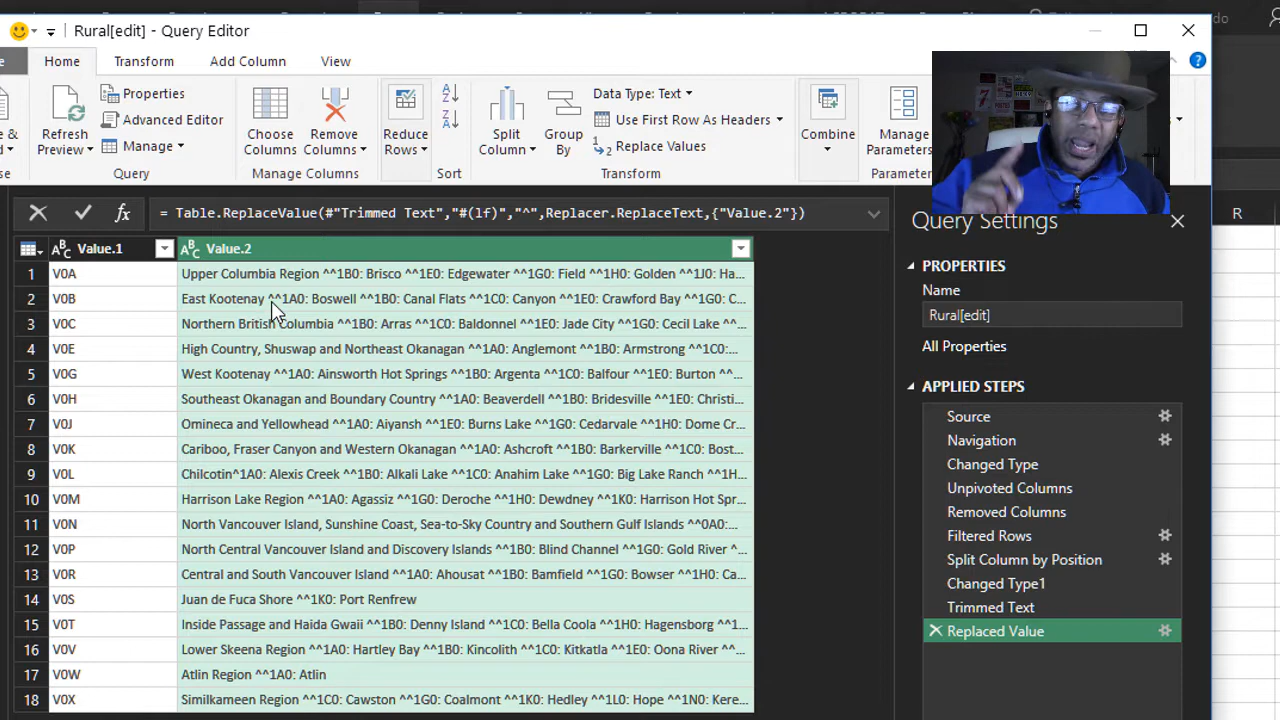 Rural[edit] - Query Editor
Home Transform Add Column View
Refresh Preview
Properties
Advanced Editor
Manage
Query
Choose Columns
Remove Columns
Manage Columns
Reduce Rows
Sort
Split Column
Group By
Data Type: Text
Use First Row As Headers
Replace Values
Transform
Combine
Manage Parameters
Parameter
= Table.ReplaceValue(#"Trimmed Text","#(lf)","^",Replacer.ReplaceText,{"Value.2"})
Value.1 Value.2
1 V0A Upper Columbia Region ^^1B0: Brisco ^^1E0: Edgewater ^^1G0: Field ^^1H0: Golden ^^1J0: Ha...
2 V0B East Kootenay ^^1A0: Boswell ^^1B0: Canal Flats ^^1C0: Canyon ^^1E0: Crawford Bay ^^1G0: C...
3 V0C Northern British Columbia ^^1B0: Arras ^^1C0: Baldonnel ^^1E0: Jade City ^^1G0: Cecil Lake ^^...
4 V0E High Country, Shuswap and Northeast Okanagan ^^1A0: Anglemont ^^1B0: Armstrong ^^1C0:...
5 V0G West Kootenay ^^1A0: Ainsworth Hot Springs ^^1B0: Argenta ^^1C0: Balfour ^^1E0: Burton ^^...
6 V0H Southeast Okanagan and Boundary Country ^^1A0: Beaverdell ^^1B0: Bridesville ^^1E0: Christi...
7 V0J Omineca and Yellowhead ^^1A0: Aiyansh ^^1E0: Burns Lake ^^1G0: Cedarvale ^^1H0: Dome Cr...
8 V0K Cariboo, Fraser Canyon and Western Okanagan ^^1A0: Ashcroft ^^1B0: Barkerville ^^1C0: Bost...
9 V0L Chilcotin^1A0: Alexis Creek ^^1B0: Alkali Lake ^^1C0: Anahim Lake ^^1G0: Big Lake Ranch ^^1H...
10 V0M Harrison Lake Region ^^1A0: Agassiz ^^1G0: Deroche ^^1H0: Dewdney ^^1K0: Harrison Hot Spr...
11 V0N North Vancouver Island, Sunshine Coast, Sea-to-Sky Country and Southern Gulf Islands ^^0A0:...
12 V0P North Central Vancouver Island and Discovery Islands ^^1B0: Blind Channel ^^1G0: Gold River ^...
13 V0R Central and South Vancouver Island ^^1A0: Ahousat ^^1B0: Bamfield ^^1G0: Bowser ^^1H0: Ca...
14 V0S Juan de Fuca Shore ^^1K0: Port Renfrew
15 V0T Inside Passage and Haida Gwaii ^^1B0: Denny Island ^^1C0: Bella Coola ^^1H0: Hagensborg ^^1...
16 V0V Lower Skeena Region ^^1A0: Hartley Bay ^^1B0: Kincolith ^^1C0: Kitkatla ^^1E0: Oona River ^^...
17 V0W Atlin Region ^^1A0: Atlin
18 V0X Similkameen Region ^^1C0: Cawston ^^1G0: Coalmont ^^1K0: Hedley ^^1L0: Hope ^^1N0: Kere...
Query Settings
PROPERTIES
Name
Rural[edit]
All Properties
APPLIED STEPS
Source
Navigation
Changed Type
Unpivoted Columns
Removed Columns
Filtered Rows
Split Column by Position
Changed Type1
Trimmed Text
Replaced Value
R